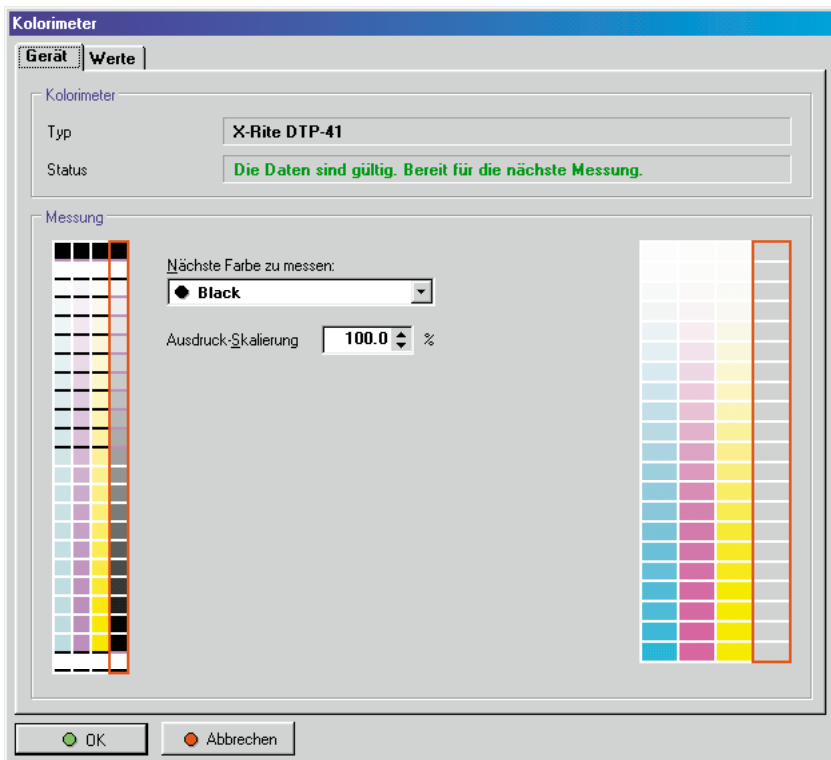 Kolorimeter
Gerät Werte
Kolorimeter
Typ X-Rite DTP-41
Status Die Daten sind gültig. Bereit für die nächste Messung.
Messung
Nächste Farbe zu messen:
Black
Ausdruck-Skalierung 100.0 %
OK Abbrechen